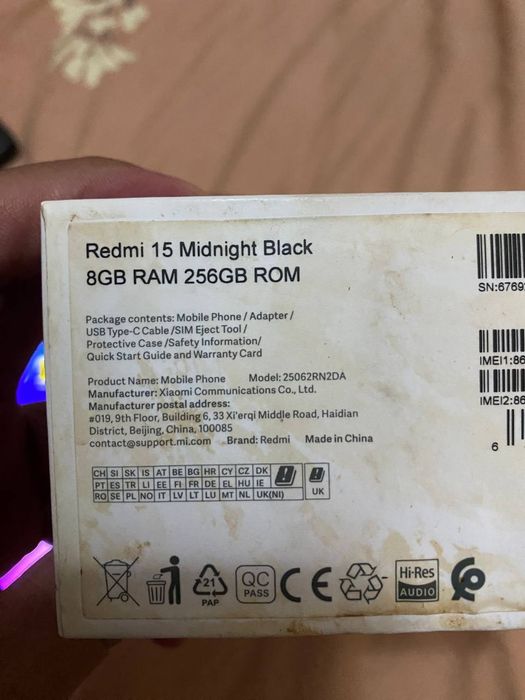 Redmi 15 Midnight Black
8GB RAM 256GB ROM
Package contents: Mobile Phone / Adapter /
USB Type-C Cable /SIM Eject Tool /
Protective Case /Safety Information/
Quick Start Guide and Warranty Card
Product Name: Mobile Phone Model: 25062RN2DA
Manufacturer: Xiaomi Communications Co., Ltd.
Manufacturer postal address:
#019, 9th Floor, Building 6, 33 Xi'erqi Middle Road, Haidian
District, Beijing, China, 100085
contact@support.mi.com Brand: Redmi Made in China
CH SI SK IS AT BE BG HR CY CZ DK
PT ES TR LI EE FI FR DE EL HU IE
RO SE PL NO IT LV LT LU MT NL UK(NI)
UK
21
PAP
QC
PASS
CE
Hi-Res
AUDIO
SN:6769
IMEI1:86
IMEI2:86
6